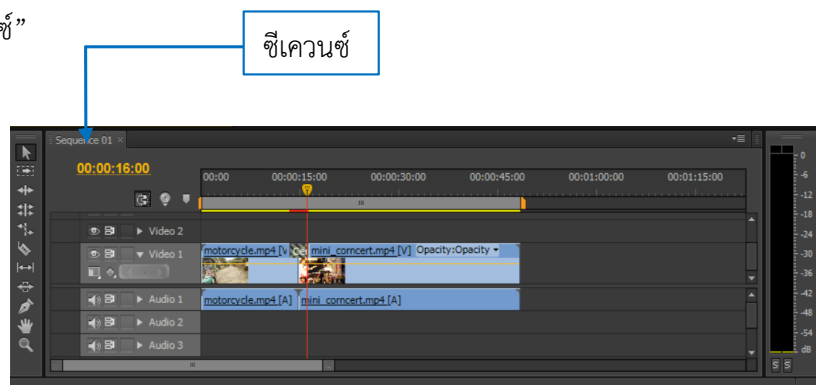 ซ์”
ซีเควนซ์
Sequence 01 ×
00:00:16:00
00:00 00:00:15:00 00:00:30:00 00:00:45:00 00:01:00:00 00:01:15:00
Video 2
Video 1
motorcycle.mp4 [V
mini_corncert.mp4 [V] Opacity:Opacity
Audio 1
motorcycle.mp4 [A]
mini_corncert.mp4 [A]
Audio 2
Audio 3
0
-6
-12
-18
-24
-30
-36
-42
-48
-54
dB
S S